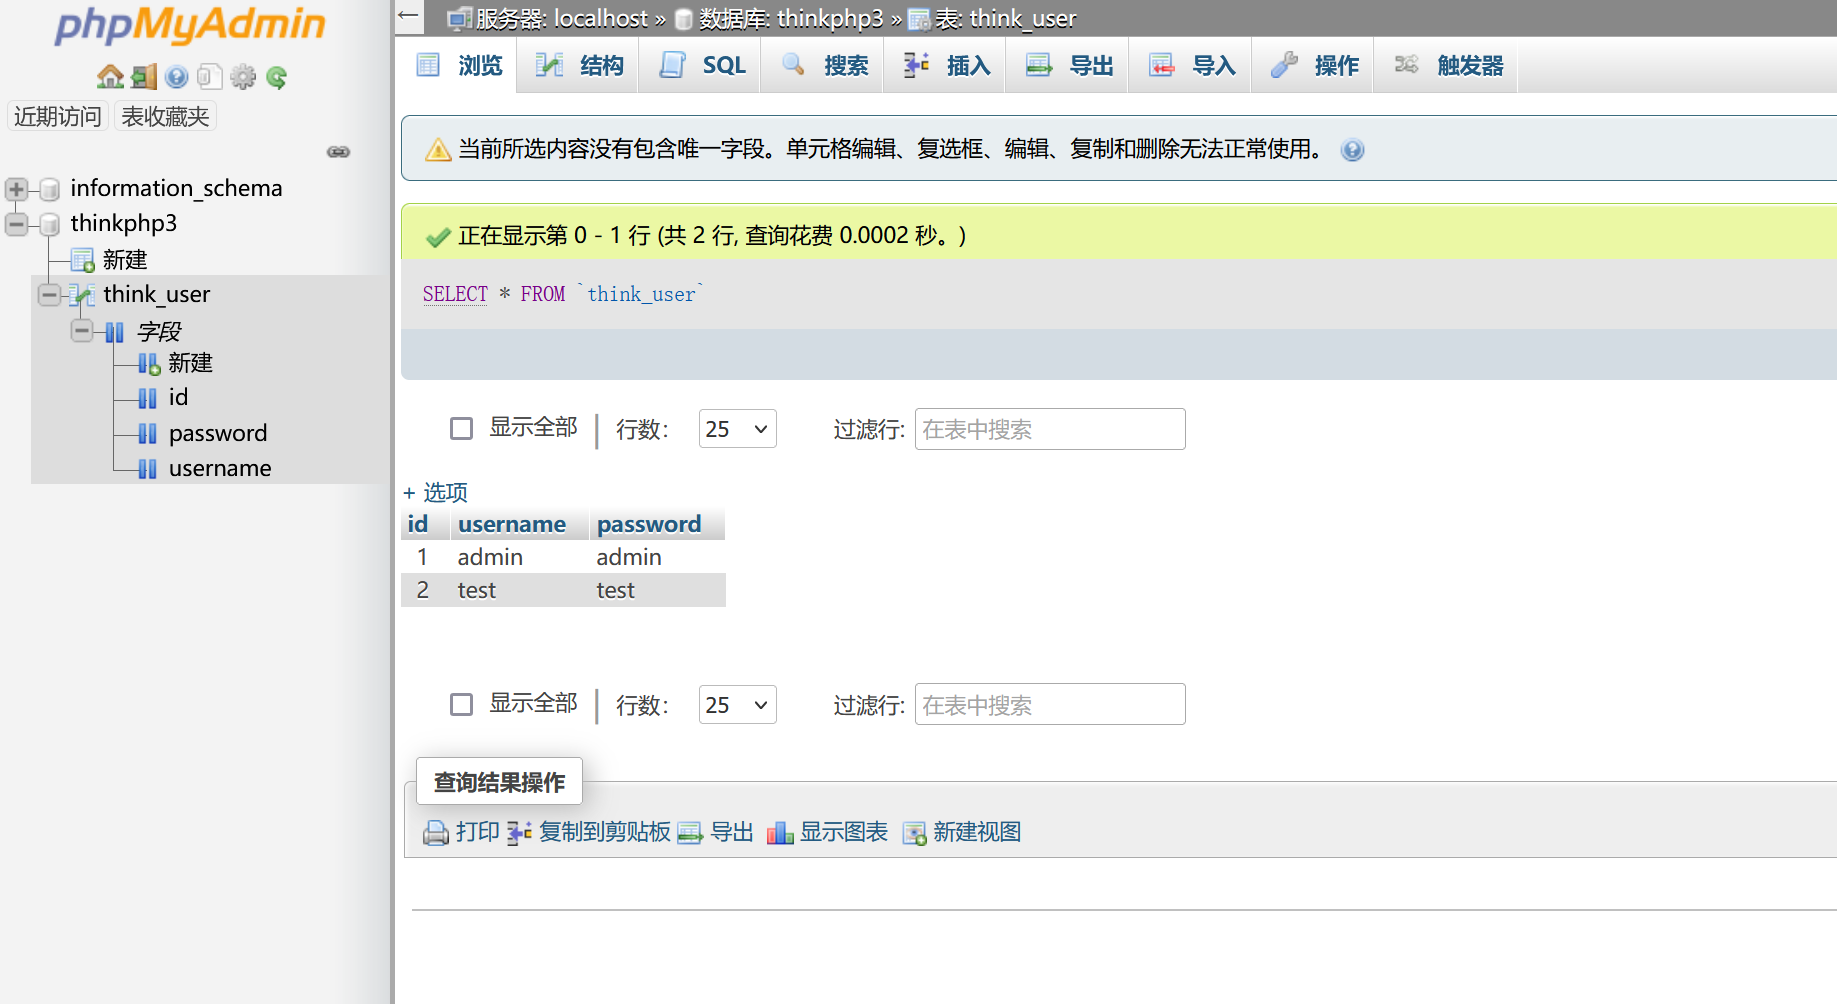 phpMyAdmin
近期访问 表收藏夹
information_schema
thinkphp3
新建
think_user
字段
新建
id
password
username
服务器: localhost » 数据库: thinkphp3 » 表: think_user
浏览 结构 SQL 搜索 插入 导出 导入 操作 触发器
当前所选内容没有包含唯一字段。单元格编辑、复选框、编辑、复制和删除无法正常使用。
正在显示第 0 - 1 行 (共 2 行, 查询花费 0.0002 秒。)
SELECT * FROM `think_user`
显示全部 行数: 25 过滤行: 在表中搜索
+ 选项
id username password
1 admin admin
2 test test
显示全部 行数: 25 过滤行: 在表中搜索
查询结果操作
打印 复制到剪贴板 导出 显示图表 新建视图